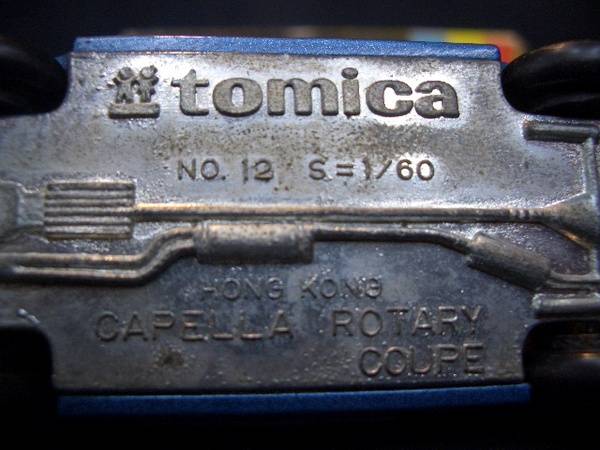 tomica
NO. 12 S=1/60
HONG KONG
CAPELLA ROTARY
COUPE